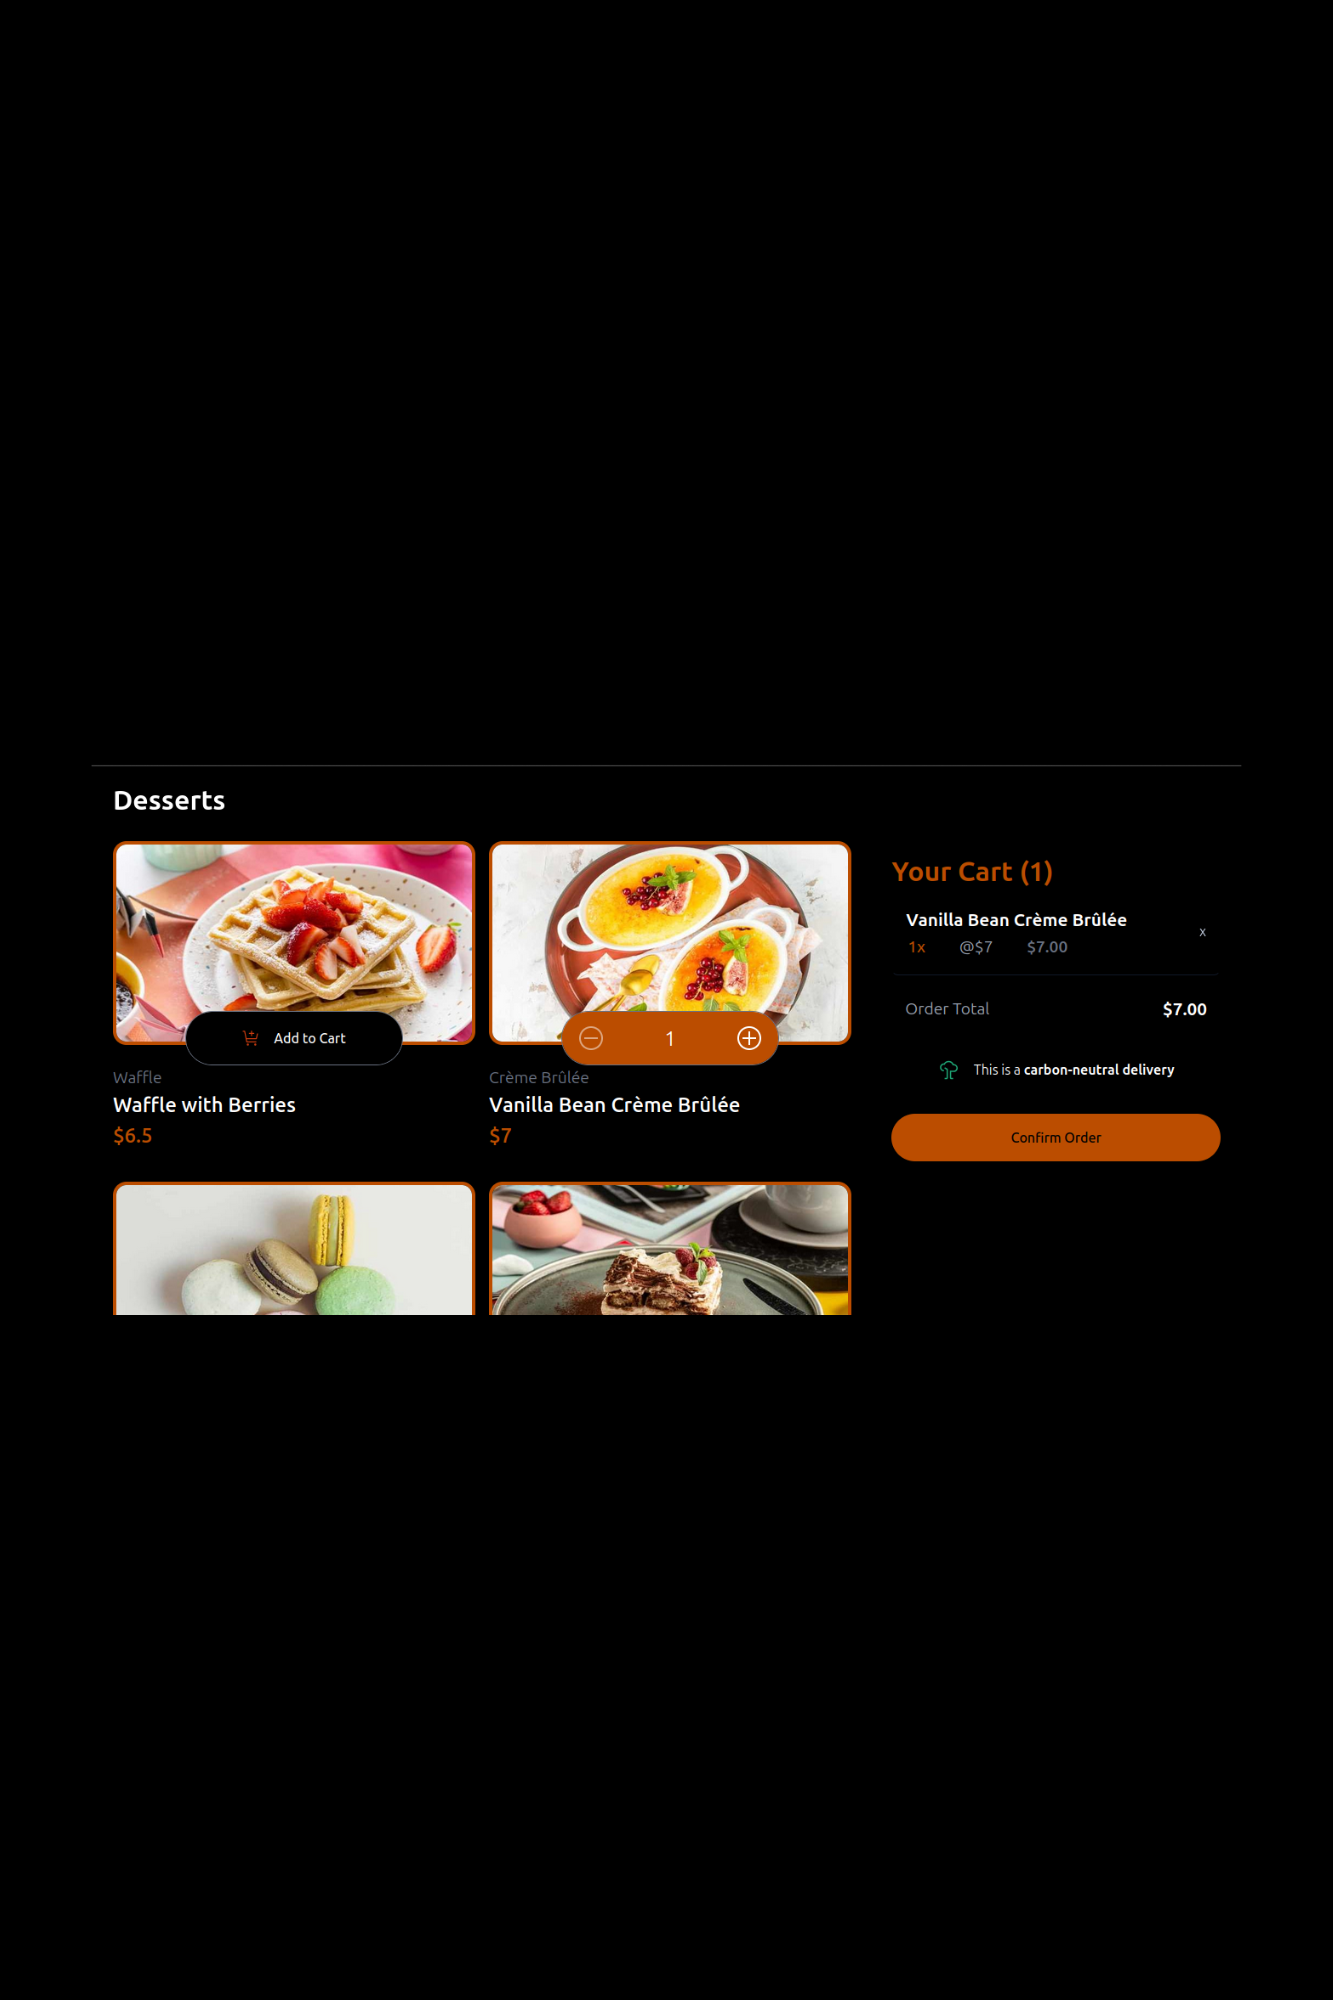 Desserts
Add to Cart
Waffle
Waffle with Berries
$6.5
1
Crème Brûlée
Vanilla Bean Crème Brûlée
$7
Your Cart (1)
Vanilla Bean Crème Brûlée
x
1x @$7 $7.00
Order Total $7.00
This is a carbon-neutral delivery
Confirm Order